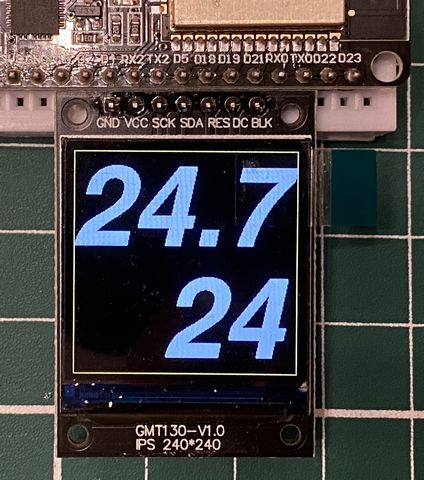 RX2 TX2 D5 D18 D19 D21 RX0 TX0 D22 D23
GND VCC SCK SDA RES DC BLK
24.7
24
GMT130-V1.0
IPS 240*240